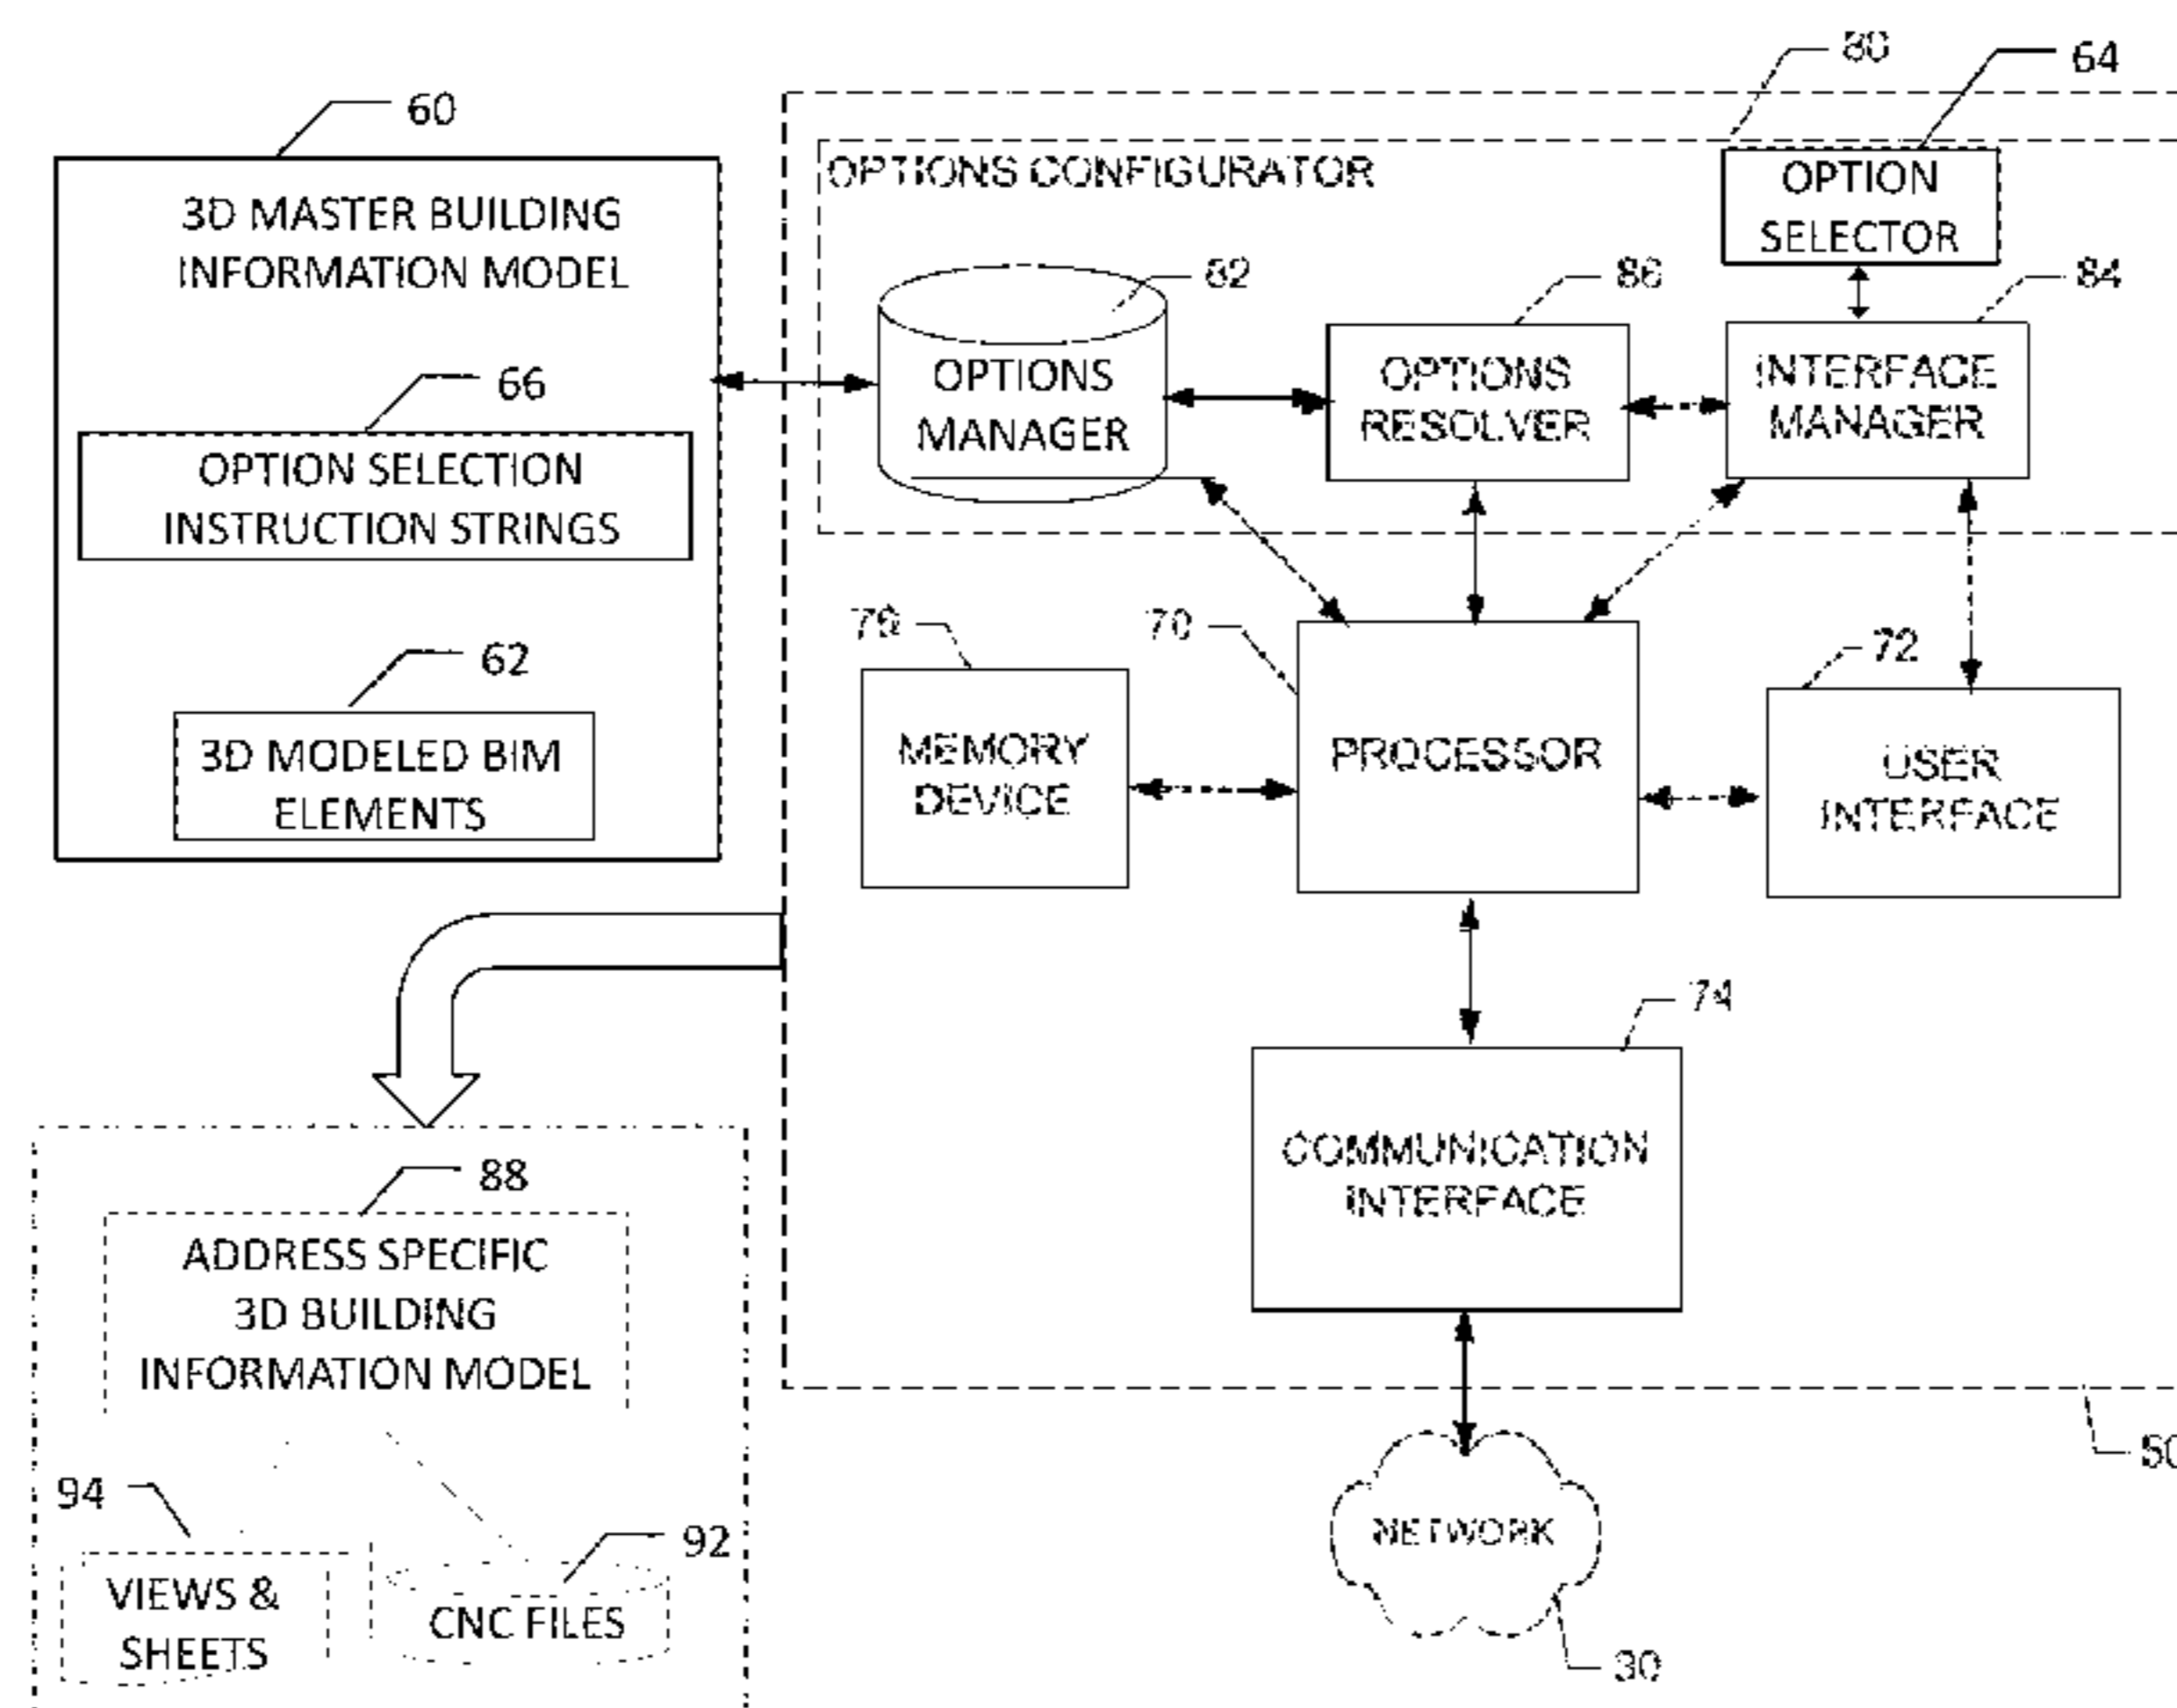 60
3D MASTER BUILDING
INFORMATION MODEL
66
OPTION SELECTION
INSTRUCTION STRINGS
62
3D MODELED BIM
ELEMENTS
80
64
OPTIONS CONFIGURATOR
OPTION
SELECTOR
82
OPTIONS
MANAGER
86
OPTIONS
RESOLVER
84
INTERFACE
MANAGER
70
PROCESSOR
MEMORY
DEVICE
72
USER
INTERFACE
74
COMMUNICATION
INTERFACE
NETWORK
30
88
ADDRESS SPECIFIC
3D BUILDING
INFORMATION MODEL
94
VIEWS &
SHEETS
92
CNC FILES